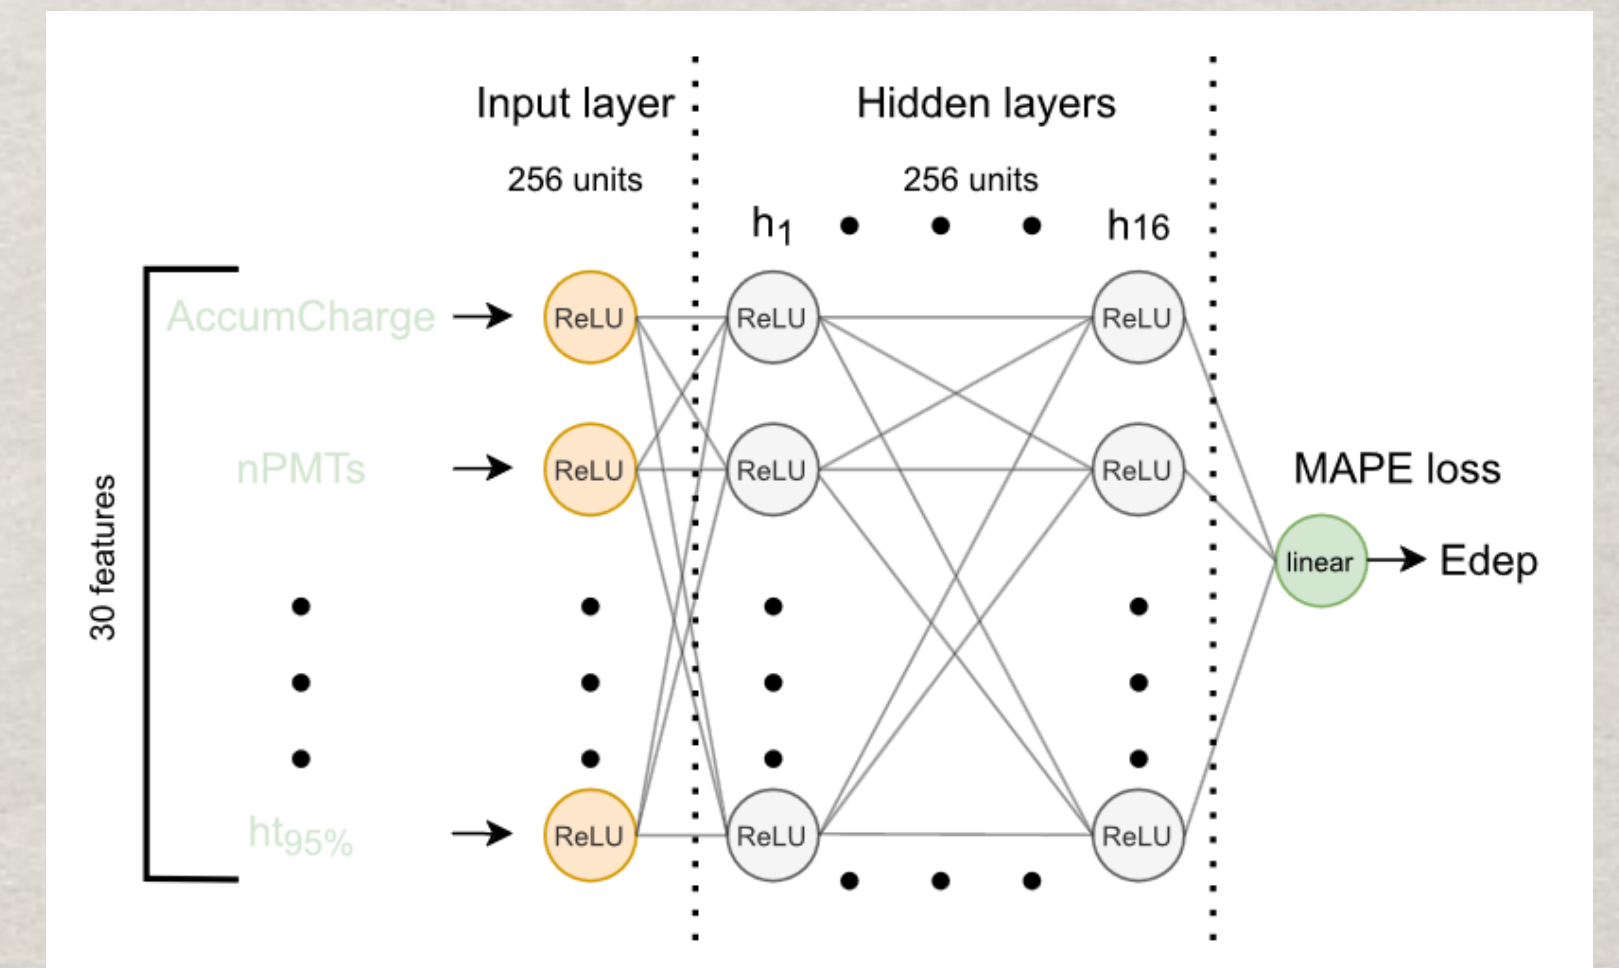 Input layer
Hidden layers
256 units
256 units
h1
h16
30 features
AccumCharge
ReLU
ReLU
ReLU
nPMTs
ReLU
ReLU
ReLU
MAPE loss
linear
Edep
ht95%
ReLU
ReLU
ReLU